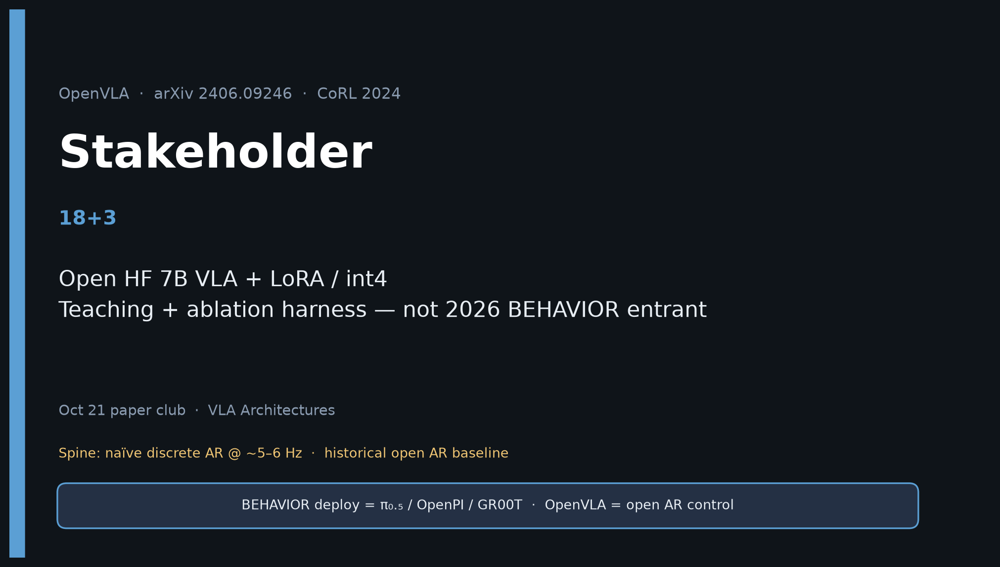 OpenVLA · arXiv 2406.09246 · CoRL 2024
Stakeholder
18+3
Open HF 7B VLA + LoRA / int4
Teaching + ablation harness — not 2026 BEHAVIOR entrant
Oct 21 paper club · VLA Architectures
Spine: naïve discrete AR @ ~5–6 Hz · historical open AR baseline
BEHAVIOR deploy = π₀.₅ / OpenPI / GR00T · OpenVLA = open AR control